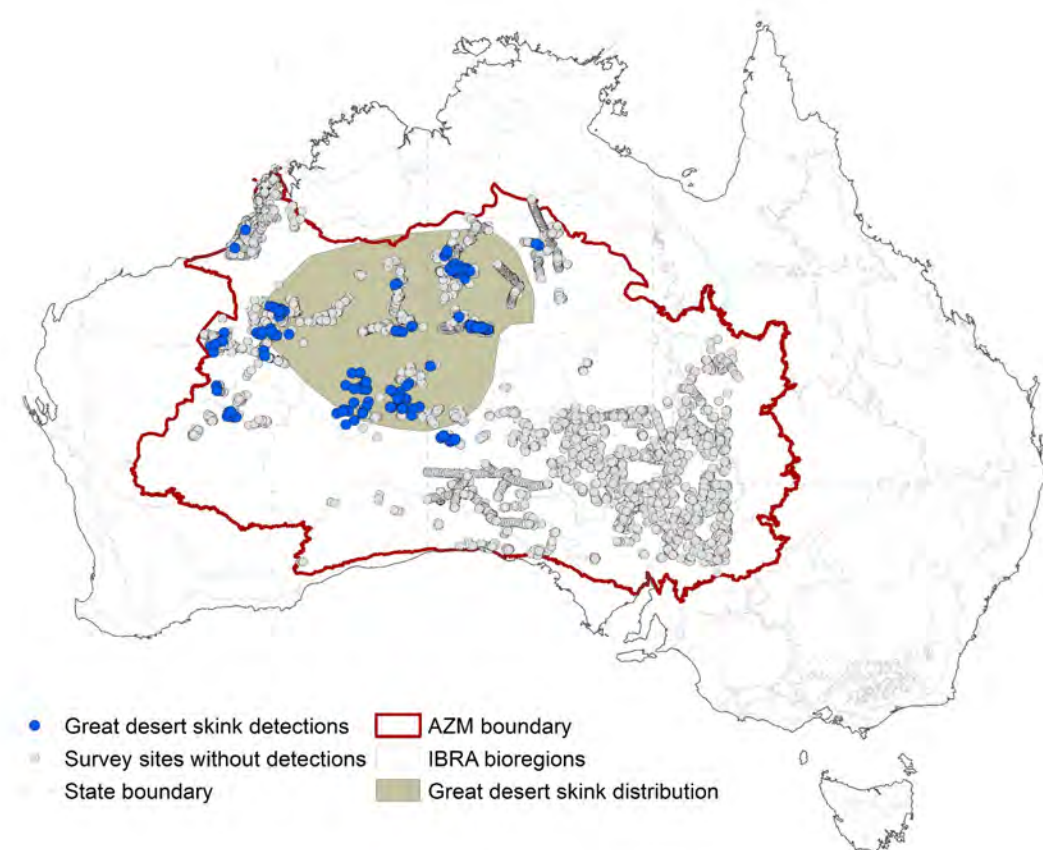 Great desert skink detections
Survey sites without detections
State boundary
AZM boundary
IBRA bioregions
Great desert skink distribution